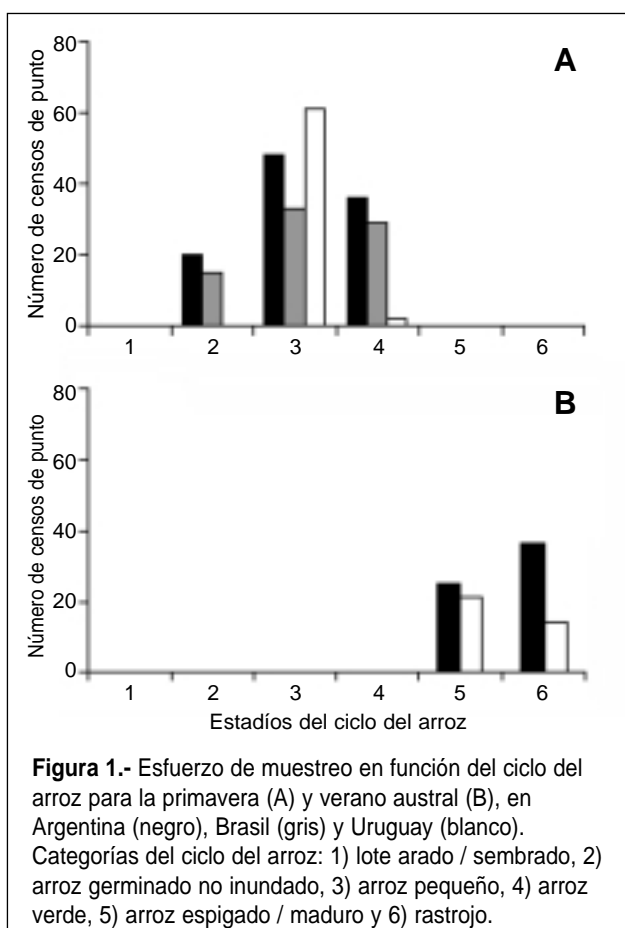 A
Número de censos de punto
80
60
40
20
0
1 2 3 4 5 6
B
Número de censos de punto
80
60
40
20
0
1 2 3 4 5 6
Estadíos del ciclo del arroz
Figura 1.- Esfuerzo de muestreo en función del ciclo del
arroz para la primavera (A) y verano austral (B), en
Argentina (negro), Brasil (gris) y Uruguay (blanco).
Categorías del ciclo del arroz: 1) lote arado / sembrado, 2)
arroz germinado no inundado, 3) arroz pequeño, 4) arroz
verde, 5) arroz espigado / maduro y 6) rastrojo.